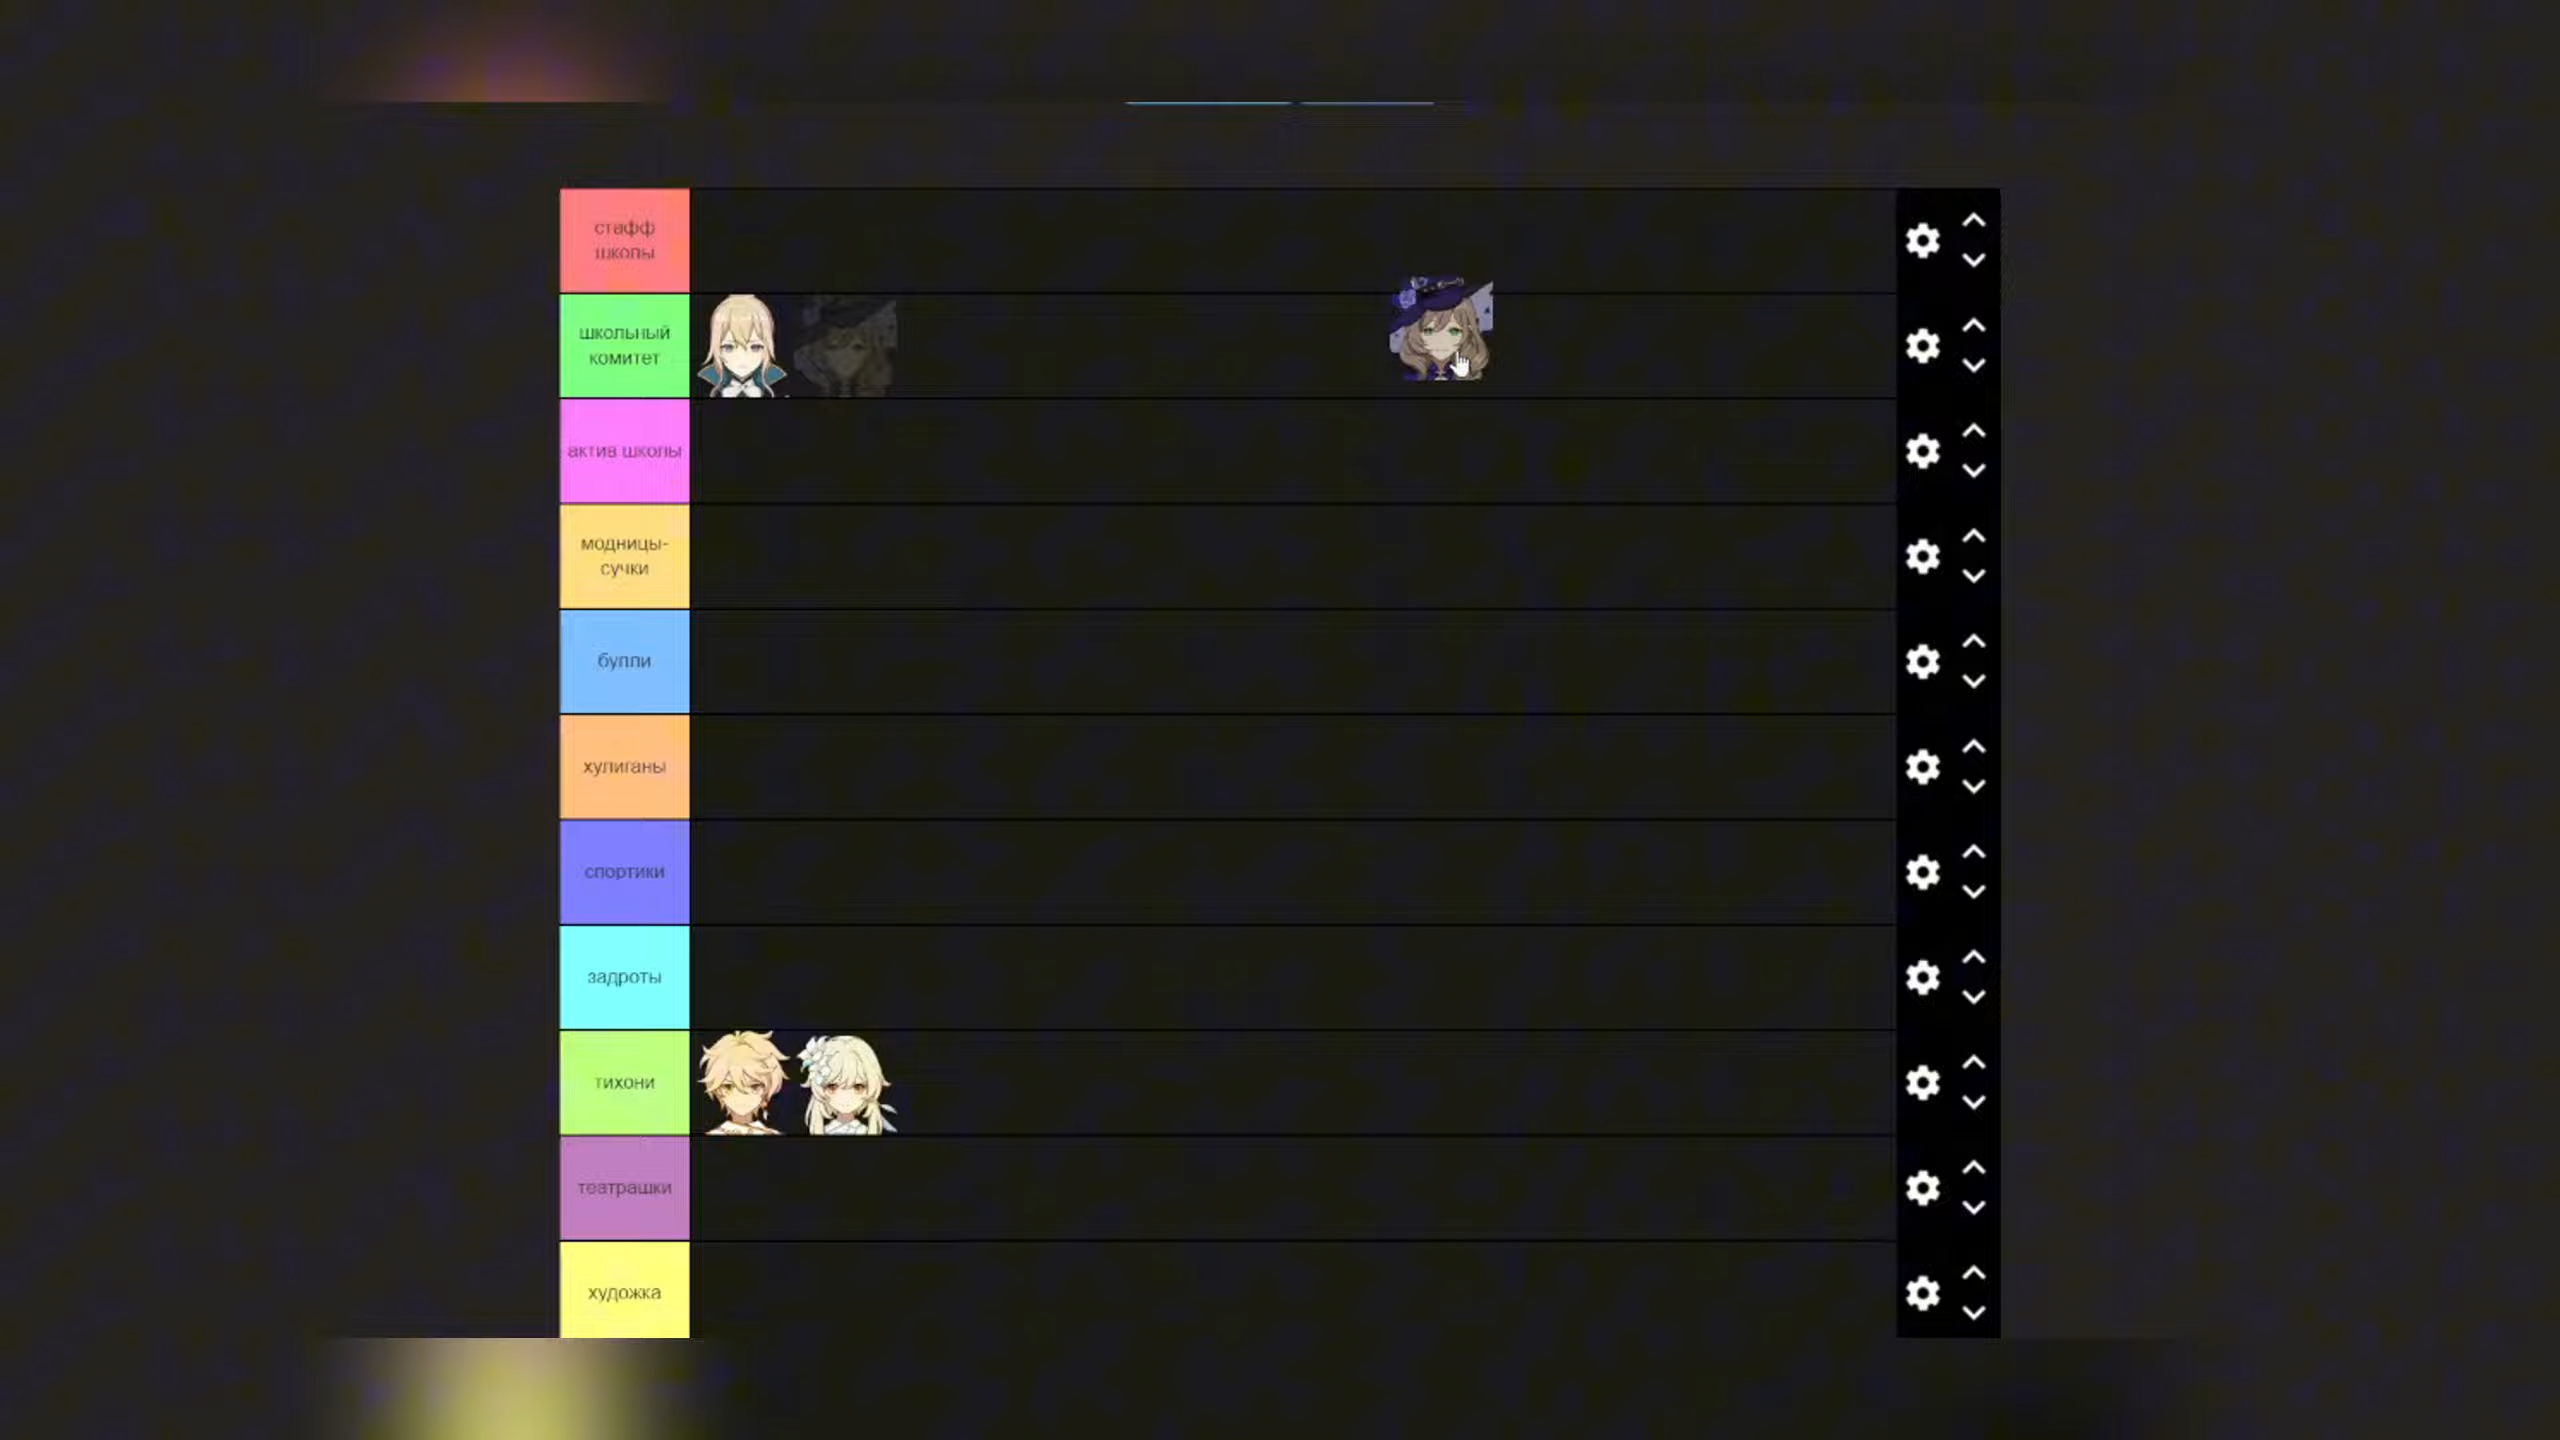 стафф
школы
школьный
комитет
актив школы
модницы-
сучки
булли
хулиганы
спортики
задроты
тихони
театрашки
художка